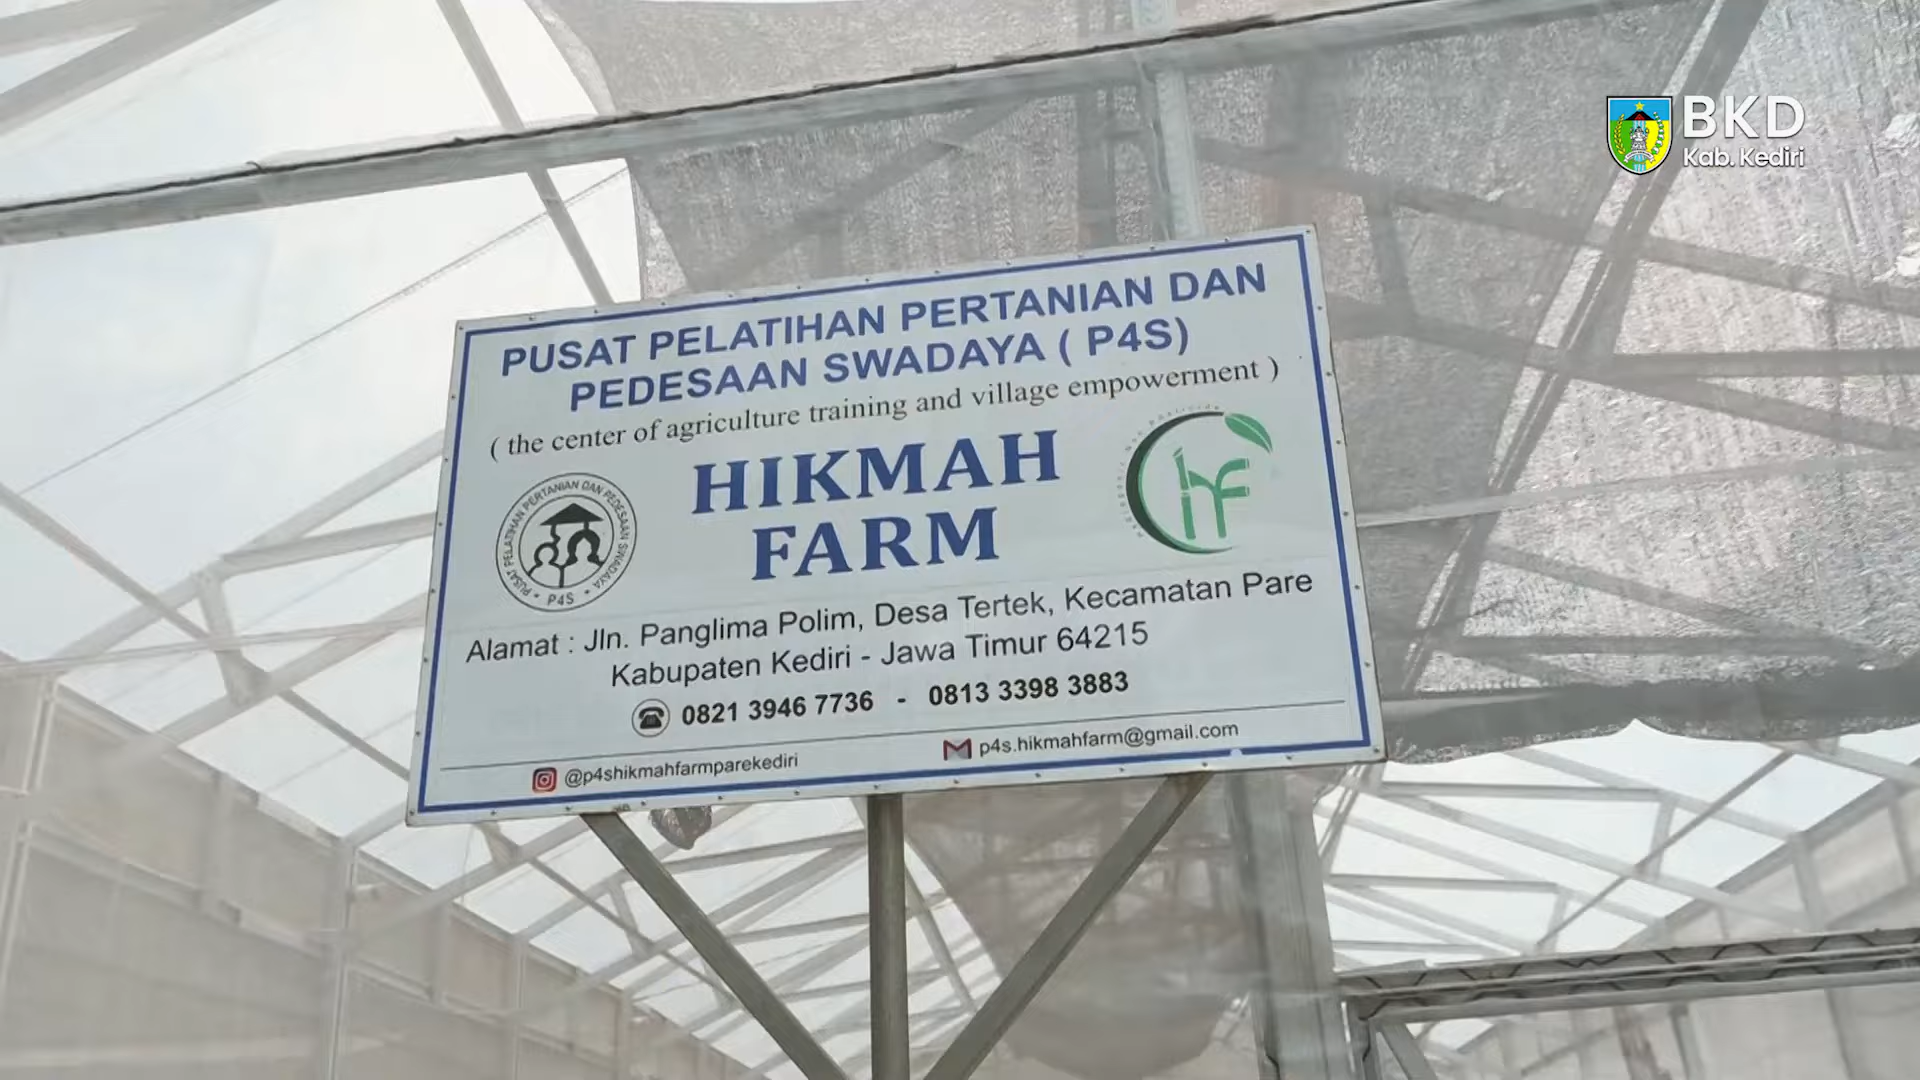 BKD
Kab. Kediri
PUSAT PELATIHAN PERTANIAN DAN
PEDESAAN SWADAYA ( P4S)
( the center of agriculture training and village empowerment )
HIKMAH
FARM
PUSAT PELATIHAN PERTANIAN DAN PEDESAAN SWADAYA
P4S
Alamat : Jln. Panglima Polim, Desa Tertek, Kecamatan Pare
Kabupaten Kediri - Jawa Timur 64215
0821 3946 7736 - 0813 3398 3883
@p4shikmahfarmparekediri
p4s.hikmahfarm@gmail.com